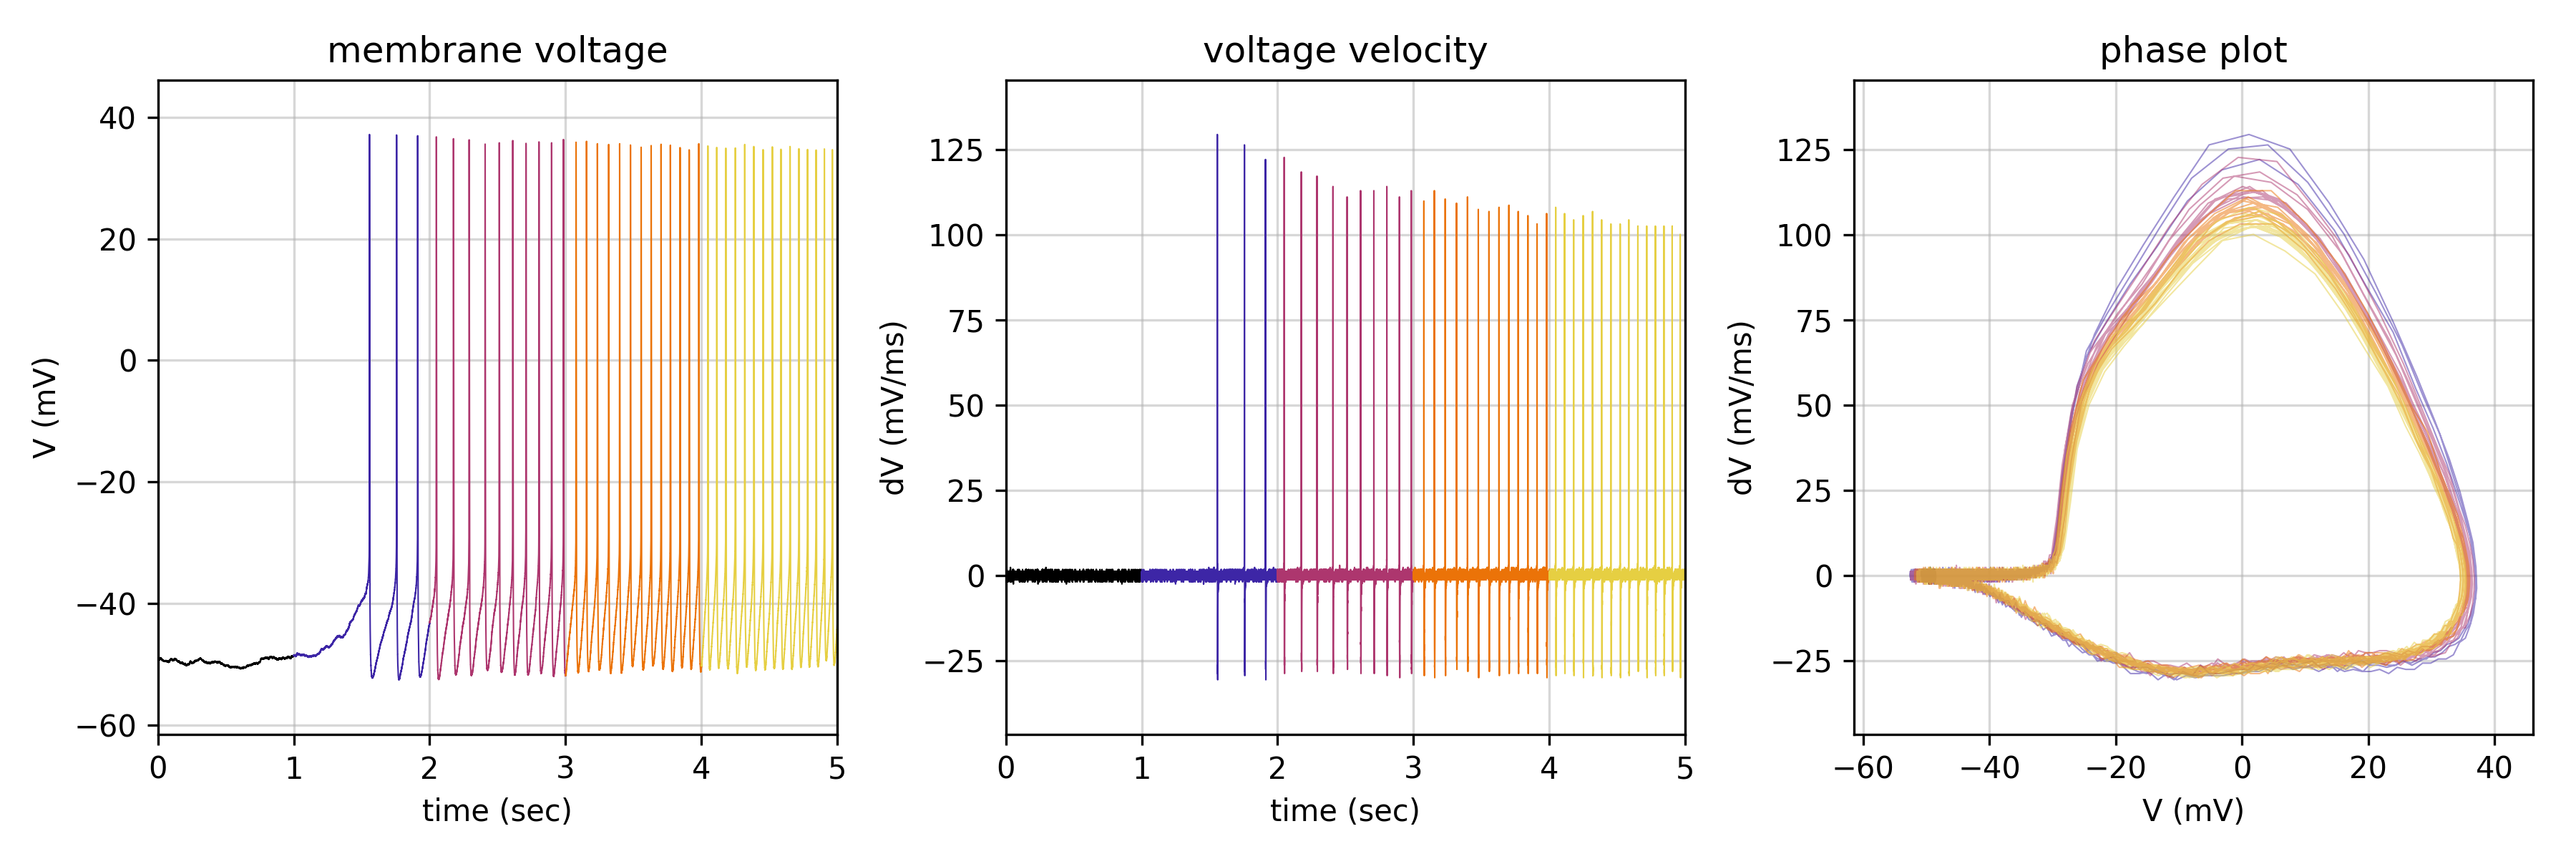 membrane voltage
V (mV)
40
20
0
−20
−40
−60
0 1 2 3 4 5
time (sec)
voltage velocity
dV (mV/ms)
125
100
75
50
25
0
−25
0 1 2 3 4 5
time (sec)
phase plot
dV (mV/ms)
125
100
75
50
25
0
−25
−60 −40 −20 0 20 40
V (mV)